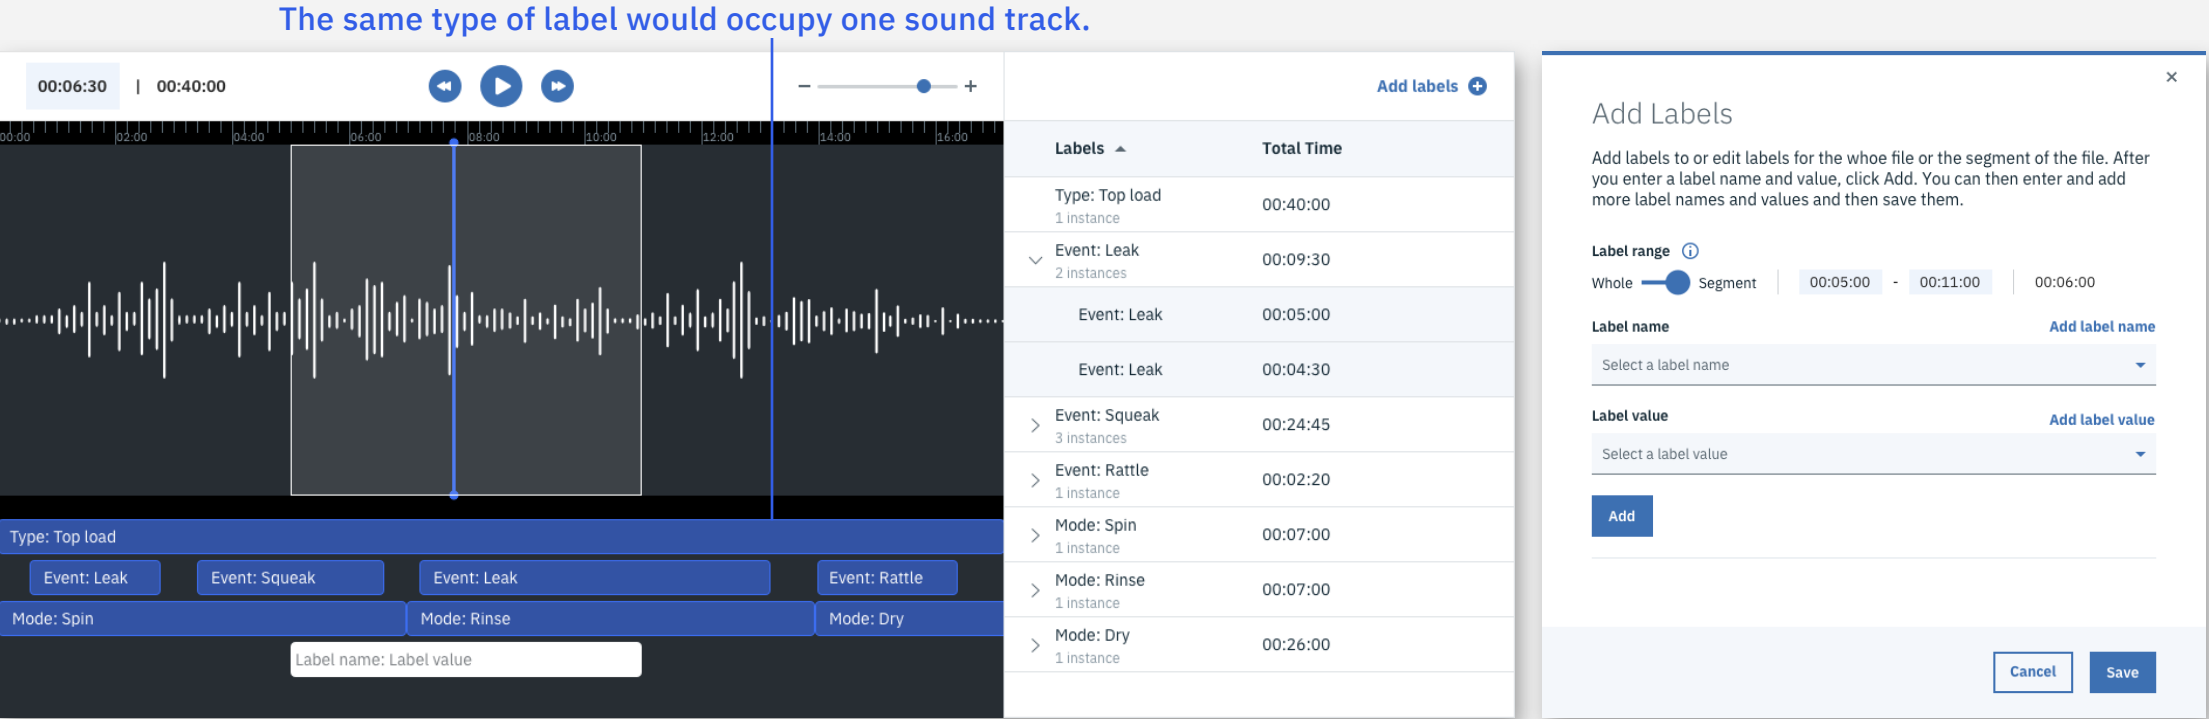 The same type of label would occupy one sound track.
00:06:30 | 00:40:00
− +
00:00 02:00 04:00 06:00 08:00 10:00 12:00 14:00 16:00
Type: Top load
Event: Leak Event: Squeak Event: Leak Event: Rattle
Mode: Spin Mode: Rinse Mode: Dry
Label name: Label value
Add labels
Labels Total Time
Type: Top load 00:40:00
1 instance
Event: Leak 00:09:30
2 instances
Event: Leak 00:05:00
Event: Leak 00:04:30
Event: Squeak 00:24:45
3 instances
Event: Rattle 00:02:20
1 instance
Mode: Spin 00:07:00
1 instance
Mode: Rinse 00:07:00
1 instance
Mode: Dry 00:26:00
1 instance
Add Labels
Add labels to or edit labels for the whoe file or the segment of the file. After
you enter a label name and value, click Add. You can then enter and add
more label names and values and then save them.
Label range
Whole Segment 00:05:00 - 00:11:00 00:06:00
Label name Add label name
Select a label name
Label value Add label value
Select a label value
Add
Cancel Save